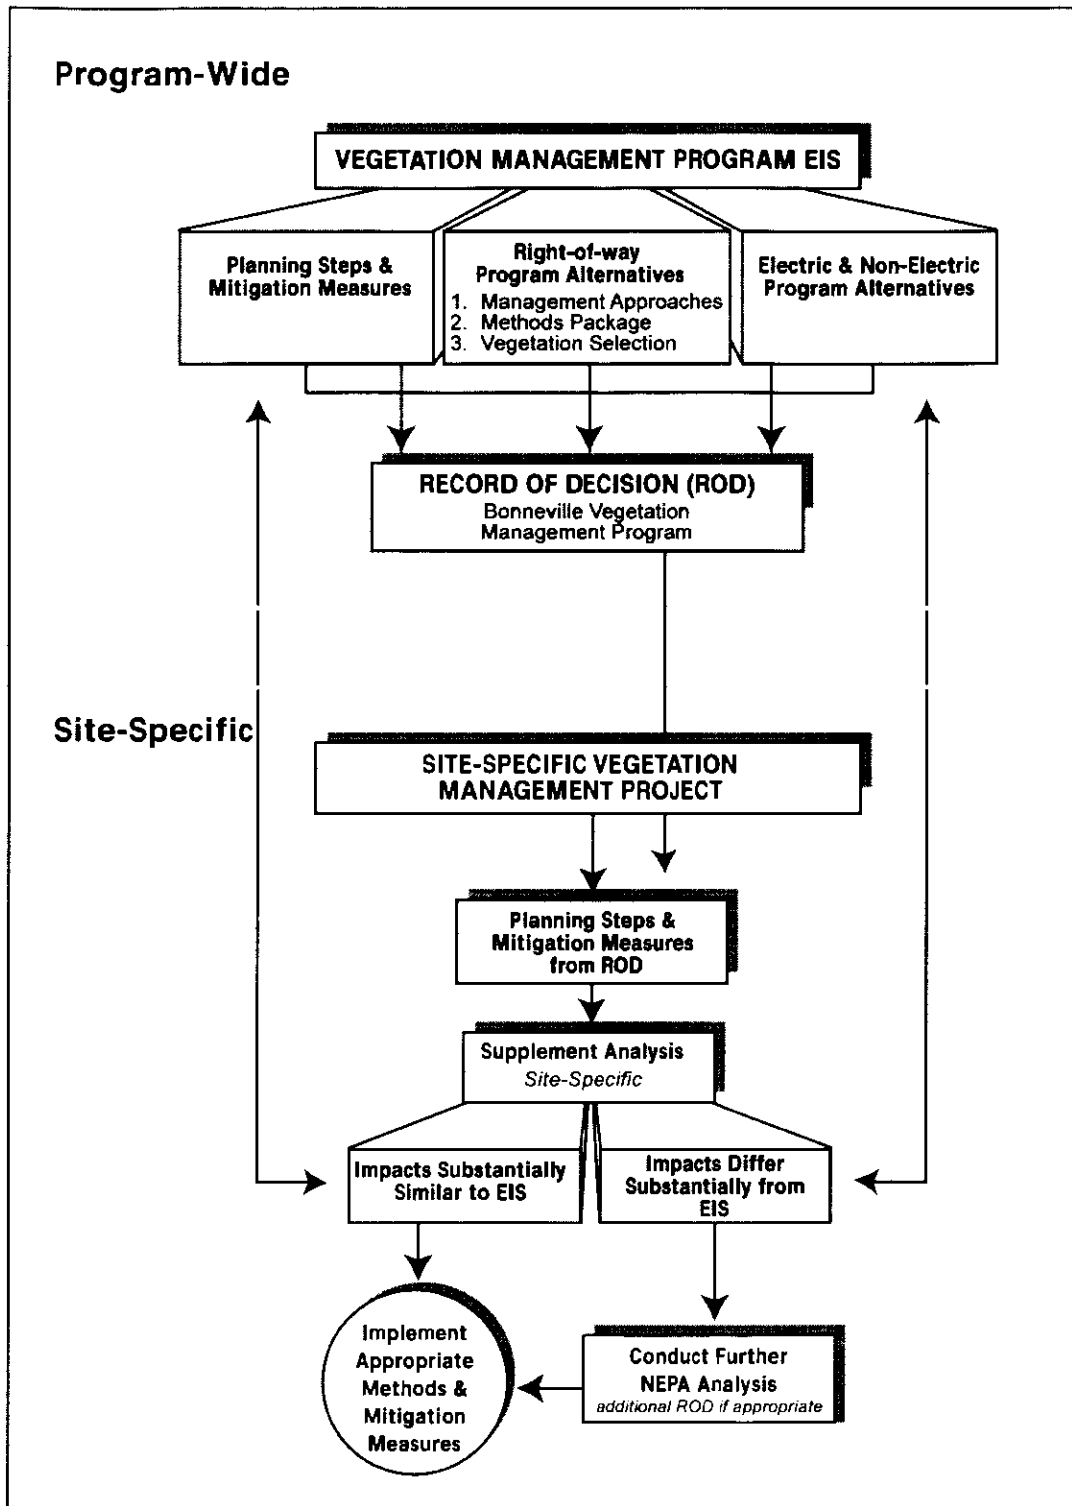 Program-Wide
VEGETATION MANAGEMENT PROGRAM EIS
Planning Steps &
Mitigation Measures
Right-of-way
Program Alternatives
1. Management Approaches
2. Methods Package
3. Vegetation Selection
Electric & Non-Electric
Program Alternatives
RECORD OF DECISION (ROD)
Bonneville Vegetation
Management Program
Site-Specific
SITE-SPECIFIC VEGETATION
MANAGEMENT PROJECT
Planning Steps &
Mitigation Measures
from ROD
Supplement Analysis
Site-Specific
Impacts Substantially
Similar to EIS
Impacts Differ
Substantially from
EIS
Implement
Appropriate
Methods &
Mitigation
Measures
Conduct Further
NEPA Analysis
additional ROD if appropriate